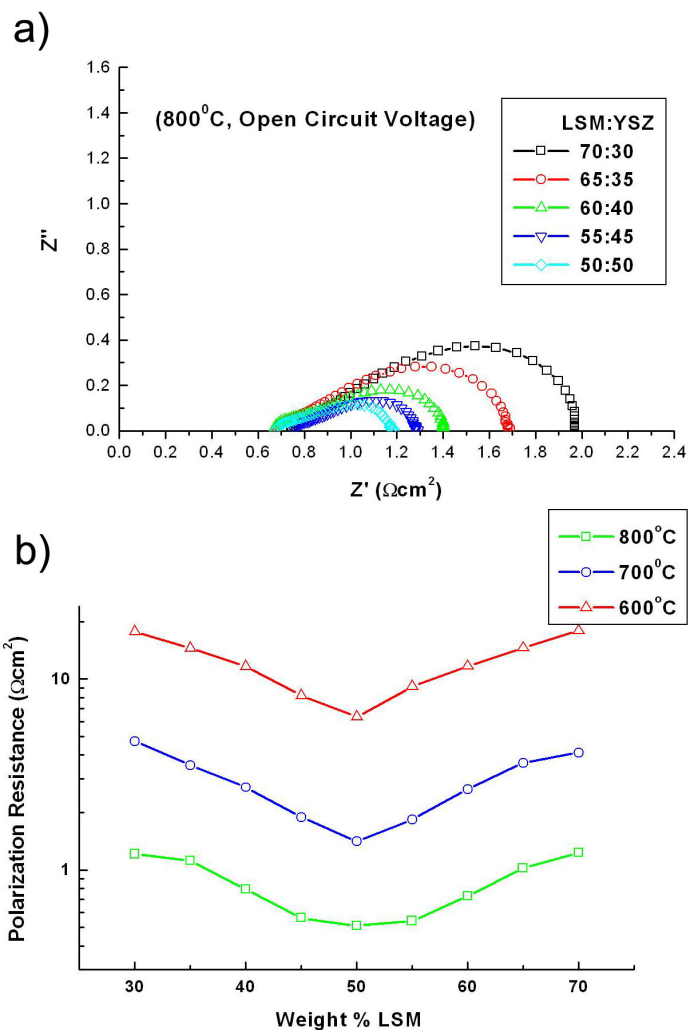 a)
1.6
1.4
1.2
1.0
0.8
0.6
0.4
0.2
0.0
Z''
(800⁰C, Open Circuit Voltage)
LSM:YSZ
70:30
65:35
60:40
55:45
50:50
0.0 0.2 0.4 0.6 0.8 1.0 1.2 1.4 1.6 1.8 2.0 2.2 2.4
Z' (Ωcm²)
b)
800°C
700⁰C
600°C
10
1
Polarization Resistance (Ωcm²)
30 40 50 60 70
Weight % LSM